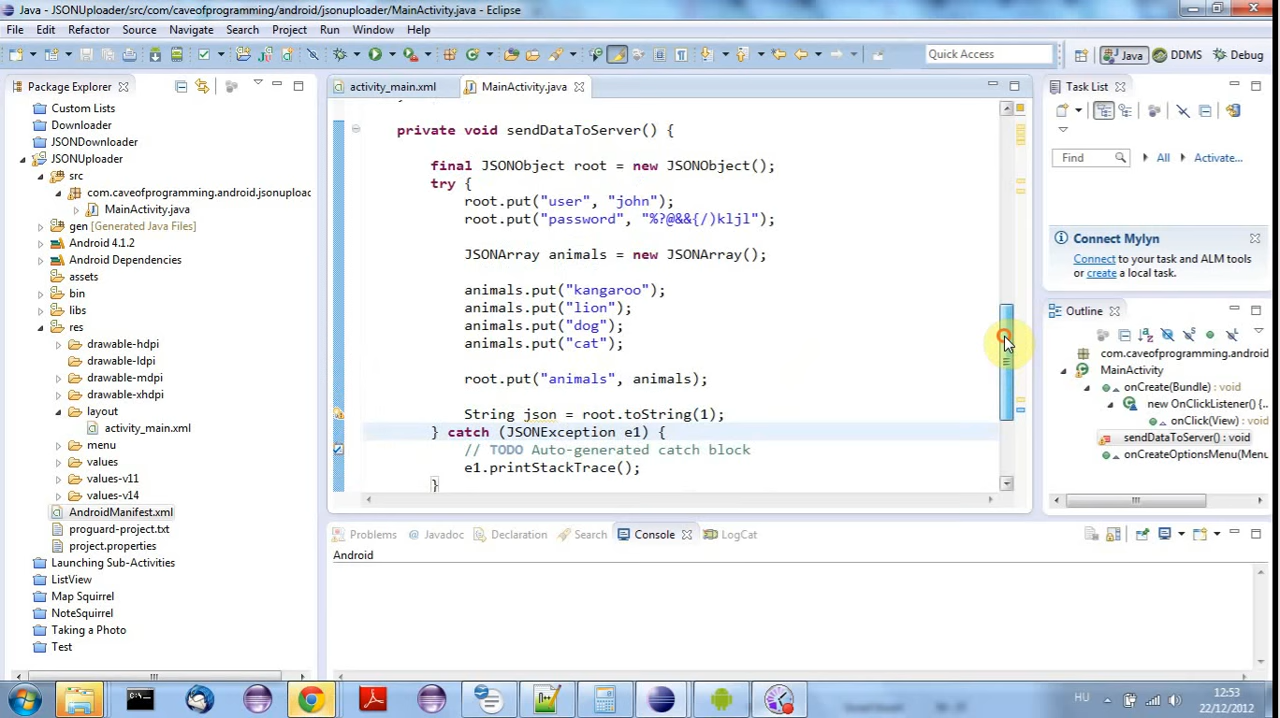 Java - JSONUploader/src/com/caveofprogramming/android/jsonuploader/MainActivity.java - Eclipse
File Edit Refactor Source Navigate Search Project Run Window Help
Quick Access
Java
DDMS
Debug
Package Explorer
Custom Lists
Downloader
JSONDownloader
JSONUploader
src
com.caveofprogramming.android.jsonuploa
MainActivity.java
gen [Generated Java Files]
Android 4.1.2
Android Dependencies
assets
bin
libs
res
drawable-hdpi
drawable-ldpi
drawable-mdpi
drawable-xhdpi
layout
activity_main.xml
menu
values
values-v11
values-v14
AndroidManifest.xml
proguard-project.txt
project.properties
Launching Sub-Activities
ListView
Map Squirrel
NoteSquirrel
Taking a Photo
Test
activity_main.xml
MainActivity.java
private void sendDataToServer() {
final JSONObject root = new JSONObject();
try {
root.put("user", "john");
root.put("password", "%?@&&{/)kljl");
JSONArray animals = new JSONArray();
animals.put("kangaroo");
animals.put("lion");
animals.put("dog");
animals.put("cat");
root.put("animals", animals);
String json = root.toString(1);
} catch (JSONException e1) {
// TODO Auto-generated catch block
e1.printStackTrace();
}
Task List
Find
All
Activate...
Connect Mylyn
Connect to your task and ALM tools
or create a local task.
Outline
com.caveofprogramming.android
MainActivity
onCreate(Bundle) : void
new OnClickListener() {...
onClick(View) : void
sendDataToServer() : void
onCreateOptionsMenu(Menu
Problems
@ Javadoc
Declaration
Search
Console
LogCat
Android
HU
12:53
22/12/2012